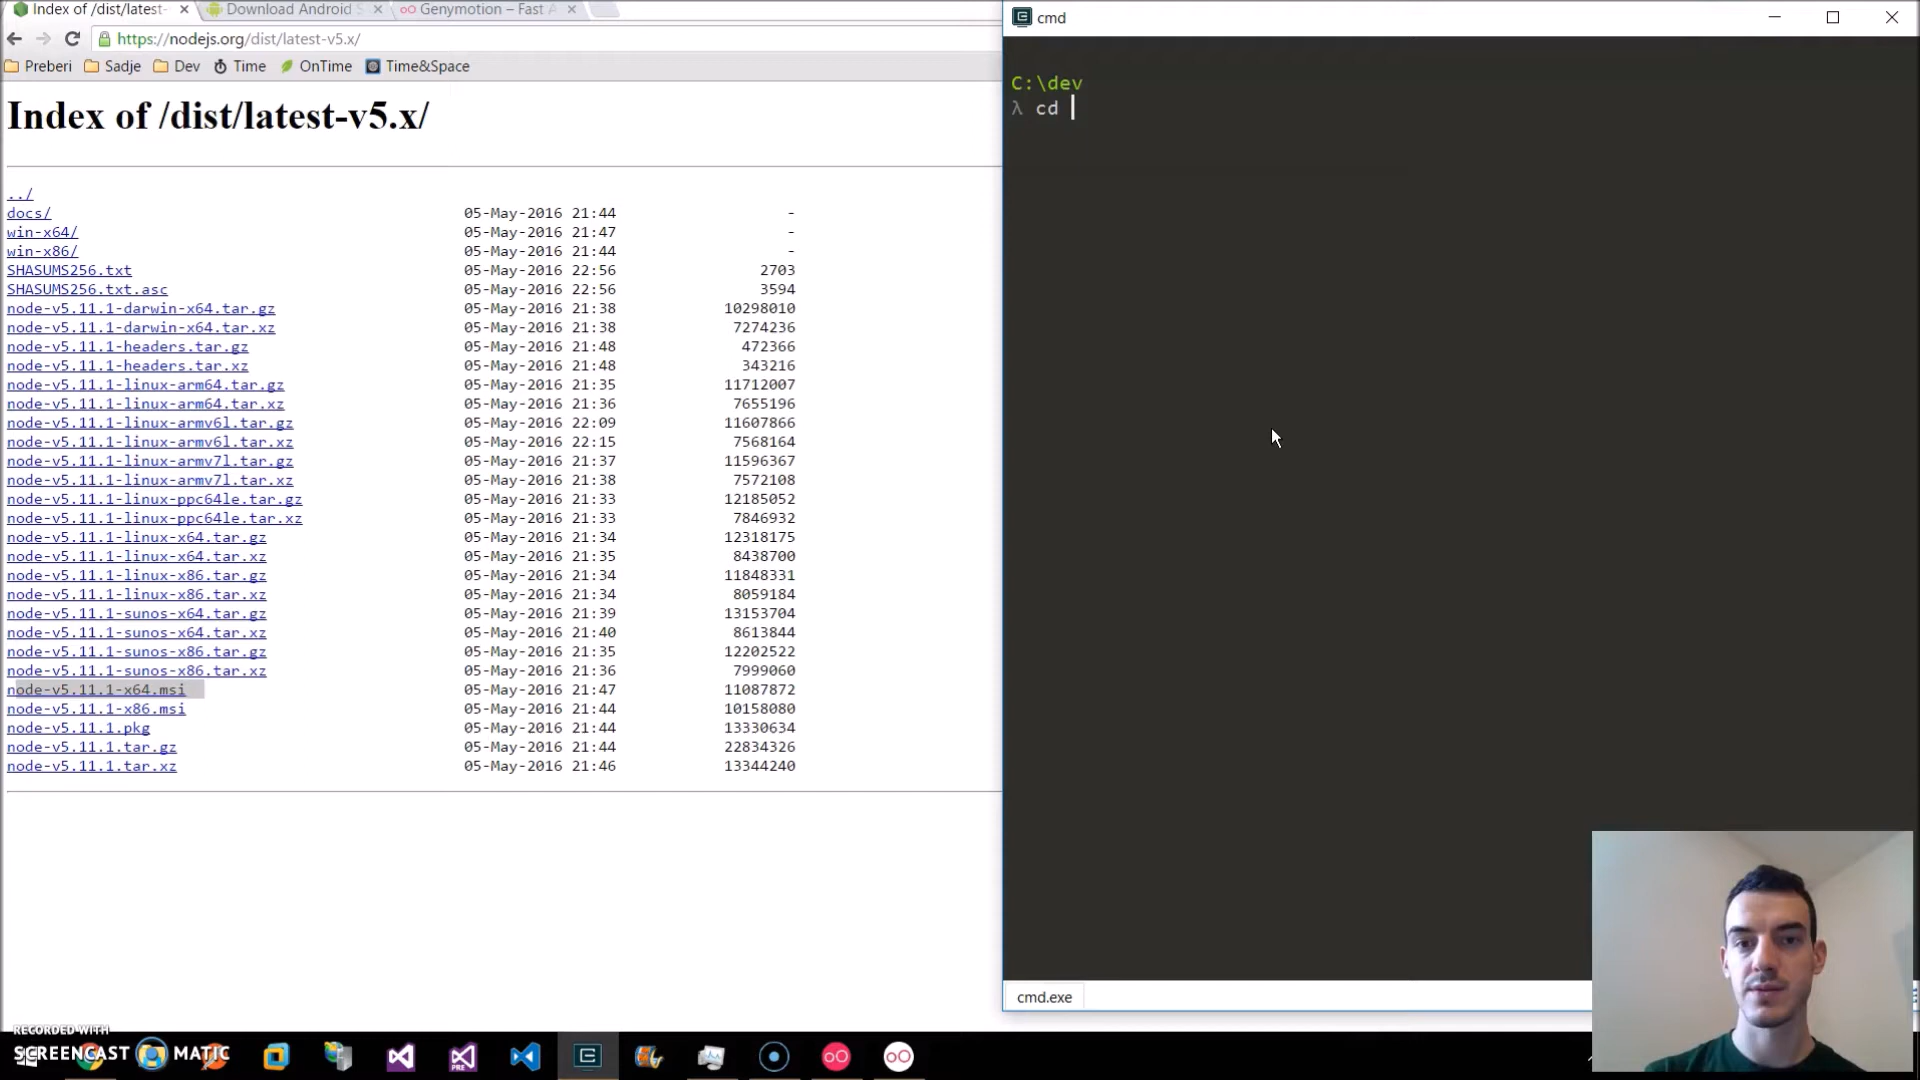 Index of /dist/latest-
Download Android S
Genymotion – Fast A
https://nodejs.org/dist/latest-v5.x/
Preberi
Sadje
Dev
Time
OnTime
Time&Space
Index of /dist/latest-v5.x/
../
docs/ 05-May-2016 21:44 -
win-x64/ 05-May-2016 21:47 -
win-x86/ 05-May-2016 21:44 -
SHASUMS256.txt 05-May-2016 22:56 2703
SHASUMS256.txt.asc 05-May-2016 22:56 3594
node-v5.11.1-darwin-x64.tar.gz 05-May-2016 21:38 10298010
node-v5.11.1-darwin-x64.tar.xz 05-May-2016 21:38 7274236
node-v5.11.1-headers.tar.gz 05-May-2016 21:48 472366
node-v5.11.1-headers.tar.xz 05-May-2016 21:48 343216
node-v5.11.1-linux-arm64.tar.gz 05-May-2016 21:35 11712007
node-v5.11.1-linux-arm64.tar.xz 05-May-2016 21:36 7655196
node-v5.11.1-linux-armv6l.tar.gz 05-May-2016 22:09 11607866
node-v5.11.1-linux-armv6l.tar.xz 05-May-2016 22:15 7568164
node-v5.11.1-linux-armv7l.tar.gz 05-May-2016 21:37 11596367
node-v5.11.1-linux-armv7l.tar.xz 05-May-2016 21:38 7572108
node-v5.11.1-linux-ppc64le.tar.gz 05-May-2016 21:33 12185052
node-v5.11.1-linux-ppc64le.tar.xz 05-May-2016 21:33 7846932
node-v5.11.1-linux-x64.tar.gz 05-May-2016 21:34 12318175
node-v5.11.1-linux-x64.tar.xz 05-May-2016 21:35 8438700
node-v5.11.1-linux-x86.tar.gz 05-May-2016 21:34 11848331
node-v5.11.1-linux-x86.tar.xz 05-May-2016 21:34 8059184
node-v5.11.1-sunos-x64.tar.gz 05-May-2016 21:39 13153704
node-v5.11.1-sunos-x64.tar.xz 05-May-2016 21:40 8613844
node-v5.11.1-sunos-x86.tar.gz 05-May-2016 21:35 12202522
node-v5.11.1-sunos-x86.tar.xz 05-May-2016 21:36 7999060
node-v5.11.1-x64.msi 05-May-2016 21:47 11087872
node-v5.11.1-x86.msi 05-May-2016 21:44 10158080
node-v5.11.1.pkg 05-May-2016 21:44 13330634
node-v5.11.1.tar.gz 05-May-2016 21:44 22834326
node-v5.11.1.tar.xz 05-May-2016 21:46 13344240
cmd
C:\dev
λ cd
cmd.exe
RECORDED WITH
SCREENCAST MATIC
PRE